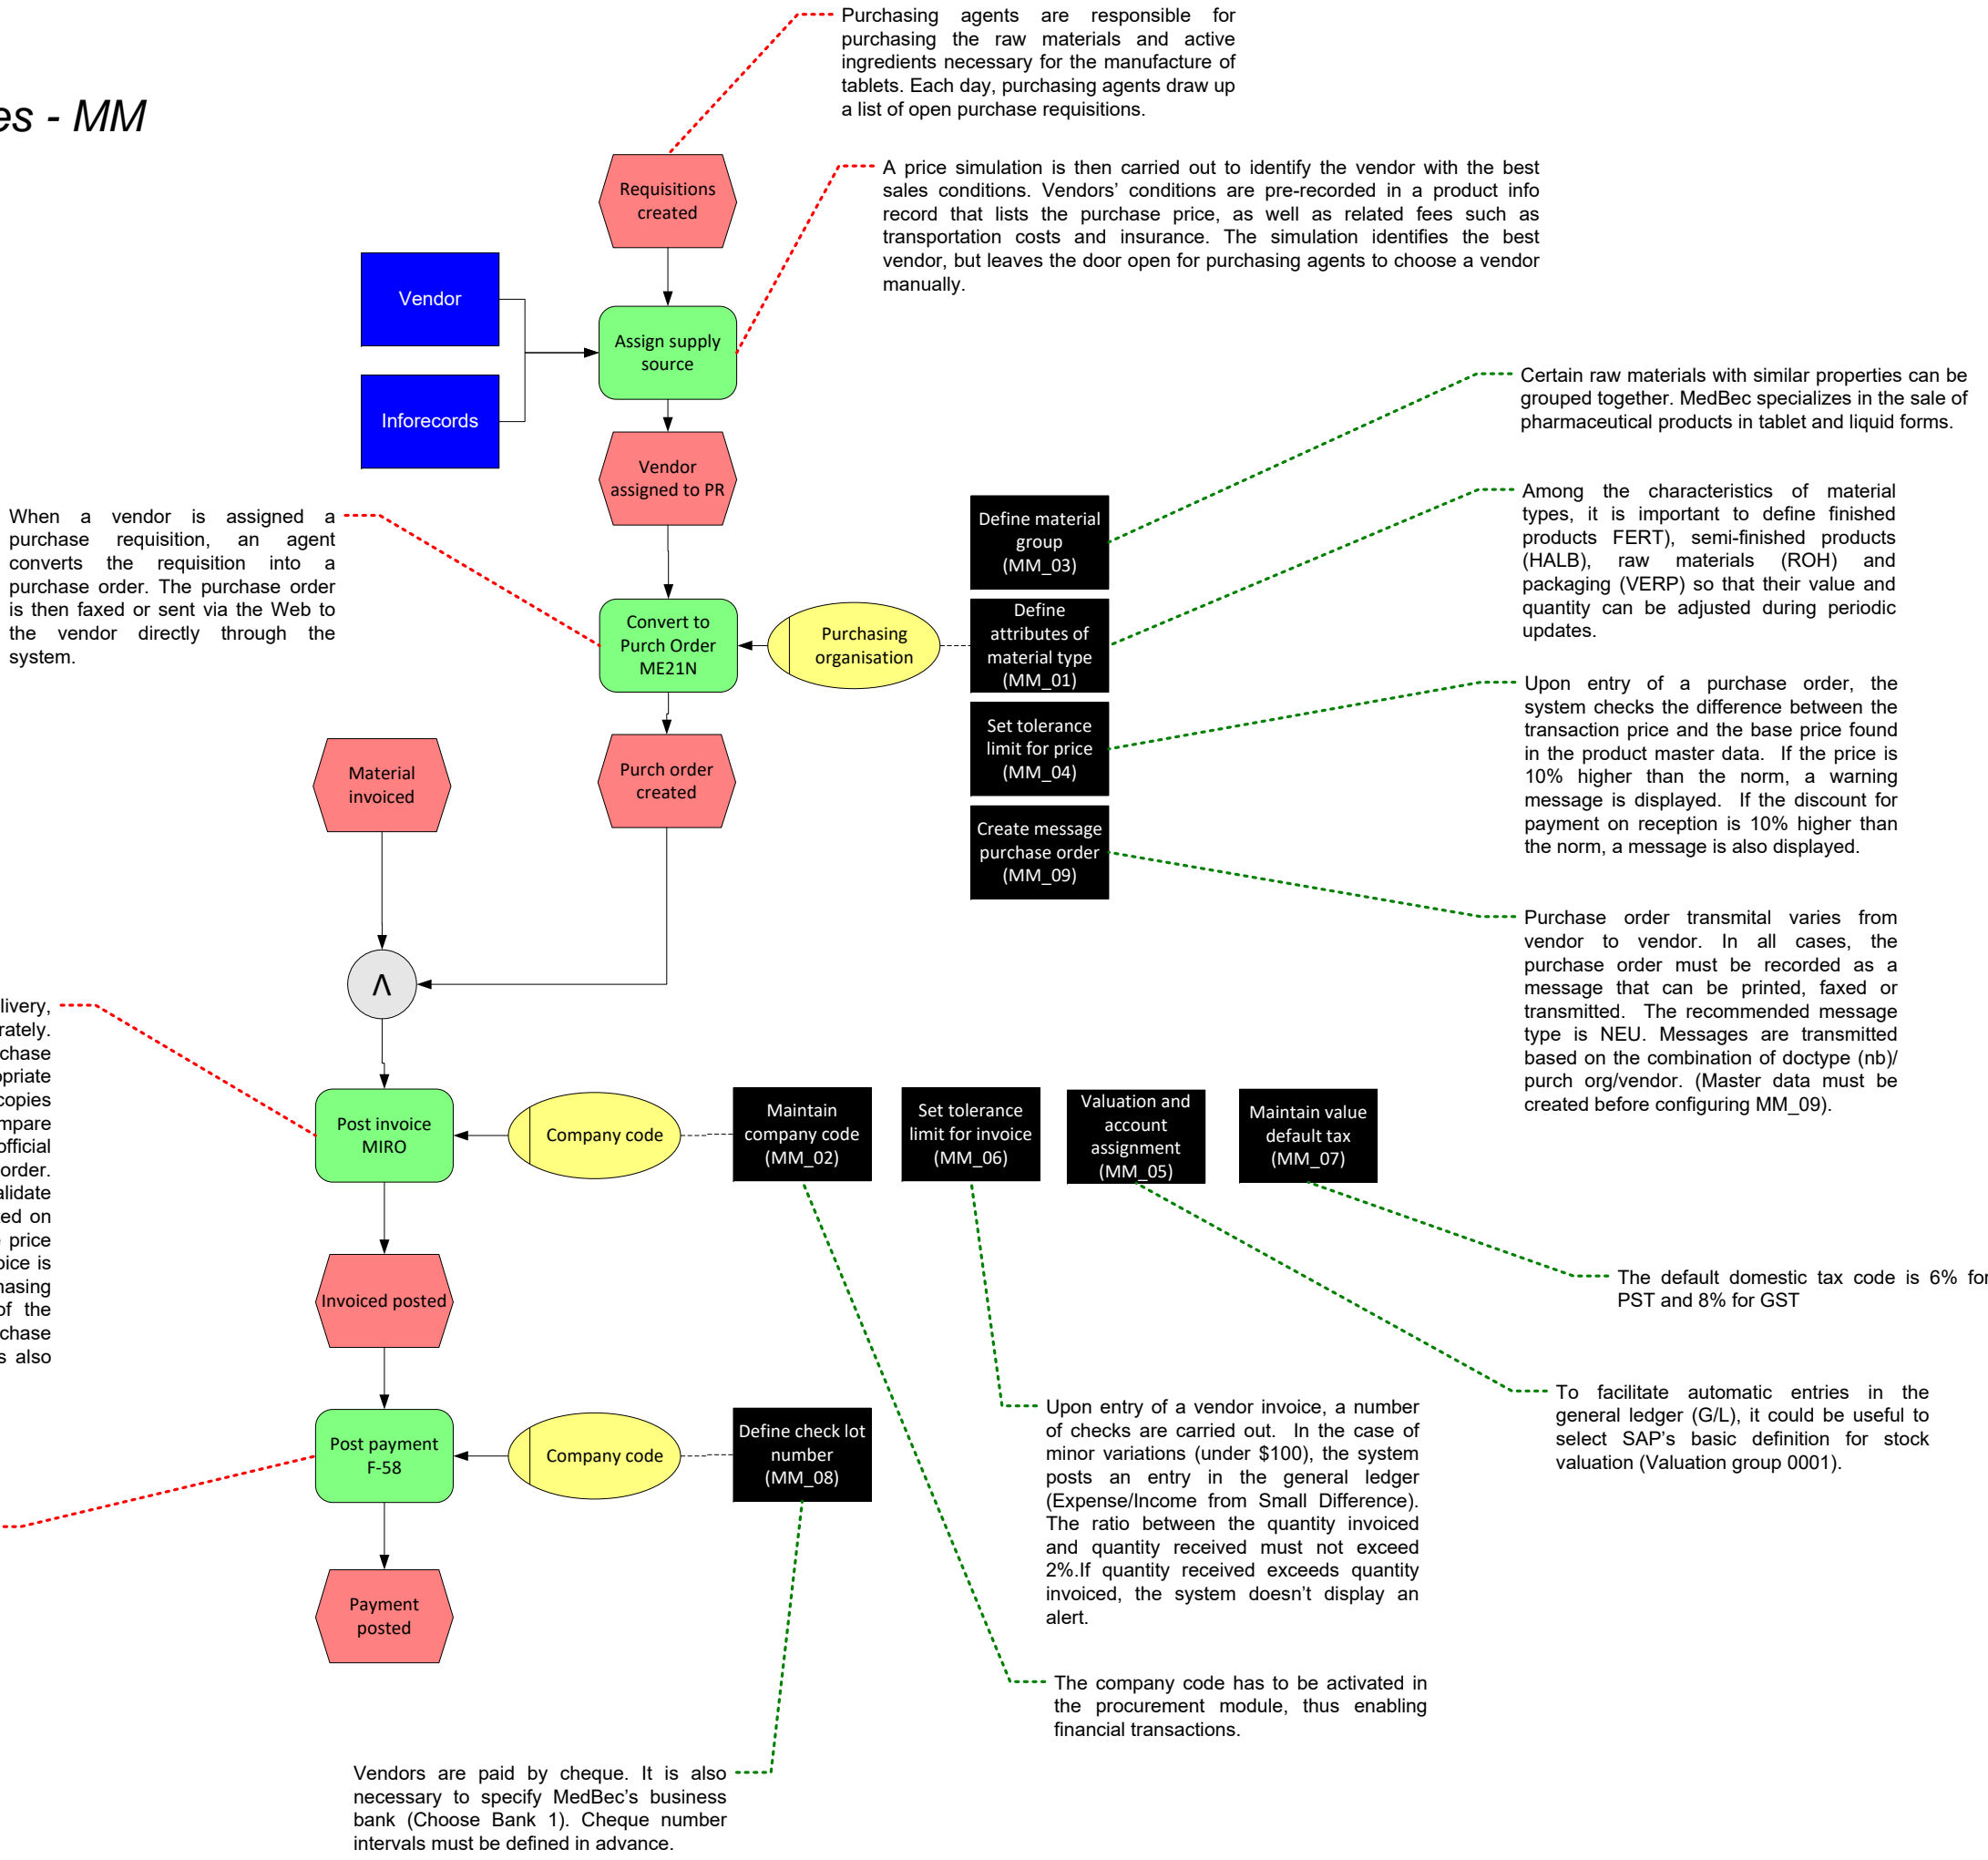 es - MM
Purchasing agents are responsible for
purchasing the raw materials and active
ingredients necessary for the manufacture of
tablets. Each day, purchasing agents draw up
a list of open purchase requisitions.
Requisitions
created
A price simulation is then carried out to identify the vendor with the best
sales conditions. Vendors' conditions are pre-recorded in a product info
record that lists the purchase price, as well as related fees such as
transportation costs and insurance. The simulation identifies the best
vendor, but leaves the door open for purchasing agents to choose a vendor
manually.
Vendor
Inforecords
Assign supply
source
Vendor
assigned to PR
Certain raw materials with similar properties can be
grouped together. MedBec specializes in the sale of
pharmaceutical products in tablet and liquid forms.
When a vendor is assigned a
purchase requisition, an agent
converts the requisition into a
purchase order. The purchase order
is then faxed or sent via the Web to
the vendor directly through the
system.
Define material
group
(MM_03)
Among the characteristics of material
types, it is important to define finished
products FERT), semi-finished products
(HALB), raw materials (ROH) and
packaging (VERP) so that their value and
quantity can be adjusted during periodic
updates.
Convert to
Purch Order
ME21N
Purchasing
organisation
Define
attributes of
material type
(MM_01)
Set tolerance
limit for price
(MM_04)
Upon entry of a purchase order, the
system checks the difference between the
transaction price and the base price found
in the product master data. If the price is
10% higher than the norm, a warning
message is displayed. If the discount for
payment on reception is 10% higher than
the norm, a message is also displayed.
Material
invoiced
Purch order
created
Create message
purchase order
(MM_09)
Purchase order transmital varies from
vendor to vendor. In all cases, the
purchase order must be recorded as a
message that can be printed, faxed or
transmitted. The recommended message
type is NEU. Messages are transmitted
based on the combination of doctype (nb)/
purch org/vendor. (Master data must be
created before configuring MM_09).
Λ
livery,
rately.
chase
opriate
copies
mpare
official
order.
alidate
ted on
e price
oice is
hasing
of the
chase
s also
Post invoice
MIRO
Company code
Maintain
company code
(MM_02)
Set tolerance
limit for invoice
(MM_06)
Valuation and
account
assignment
(MM_05)
Maintain value
default tax
(MM_07)
Invoiced posted
The default domestic tax code is 6% for
PST and 8% for GST
To facilitate automatic entries in the
general ledger (G/L), it could be useful to
select SAP's basic definition for stock
valuation (Valuation group 0001).
Post payment
F-58
Company code
Define check lot
number
(MM_08)
Upon entry of a vendor invoice, a number
of checks are carried out. In the case of
minor variations (under $100), the system
posts an entry in the general ledger
(Expense/Income from Small Difference).
The ratio between the quantity invoiced
and quantity received must not exceed
2%.If quantity received exceeds quantity
invoiced, the system doesn't display an
alert.
Payment
posted
The company code has to be activated in
the procurement module, thus enabling
financial transactions.
Vendors are paid by cheque. It is also
necessary to specify MedBec's business
bank (Choose Bank 1). Cheque number
intervals must be defined in advance.